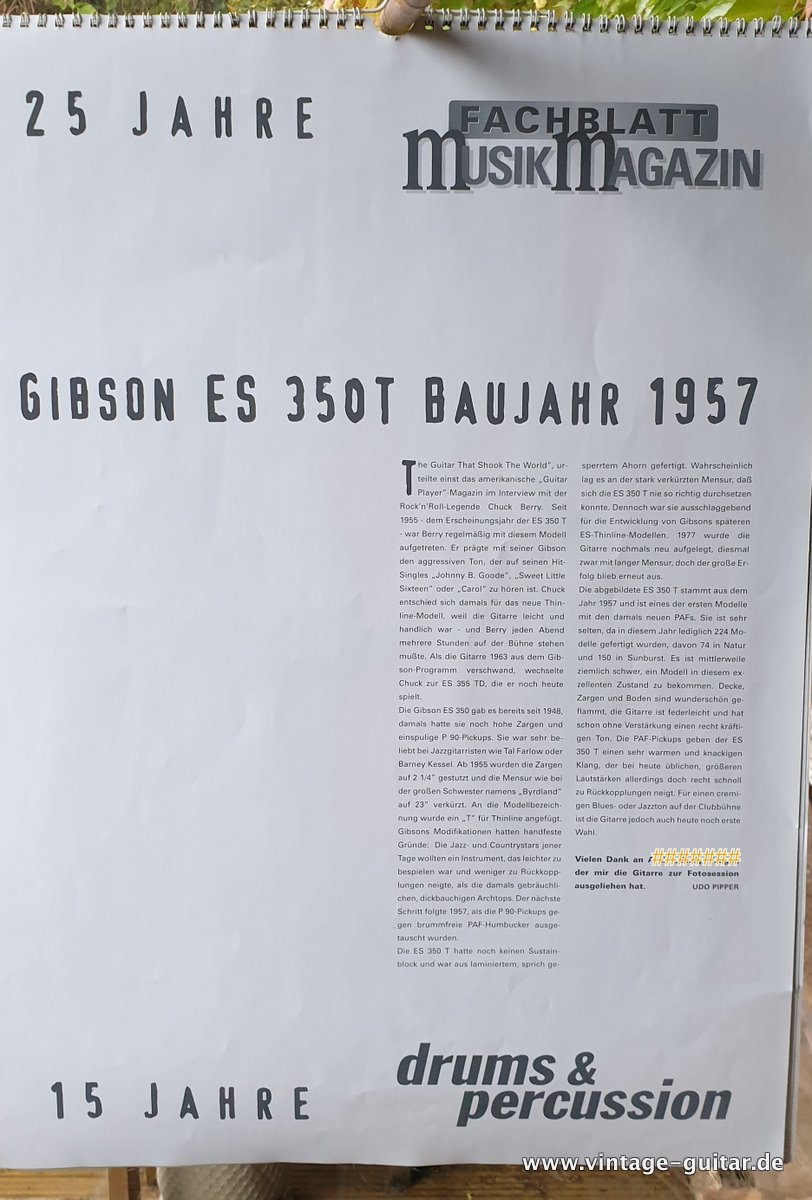 25 JAHRE
FACHBLATT
MUSIKMAGAZIN
GIBSON ES 350T BAUJAHR 1957
The Guitar That Shook The World", ur-
teilte einst das amerikanische „Guitar
Player"-Magazin im Interview mit der
Rock'n'Roll-Legende Chuck Berry. Seit
1955 - dem Erscheinungsjahr der ES 350 T
- war Berry regelmäßig mit diesem Modell
aufgetreten. Er prägte mit seiner Gibson
den aggressiven Ton, der auf seinen Hit-
Singles „Johnny B. Goode", „Sweet Little
Sixteen" oder „Carol" zu hören ist. Chuck
entschied sich damals für das neue Thin-
line-Modell, weil die Gitarre leicht und
handlich war - und Berry jeden Abend
mehrere Stunden auf der Bühne stehen
mußte. Als die Gitarre 1963 aus dem Gib-
son-Programm verschwand, wechselte
Chuck zur ES 355 TD, die er noch heute
spielt.
Die Gibson ES 350 gab es bereits seit 1948,
damals hatte sie noch hohe Zargen und
einspulige P 90-Pickups. Sie war sehr be-
liebt bei Jazzgitarristen wie Tal Farlow oder
Barney Kessel. Ab 1955 wurden die Zargen
auf 2 1/4" gestutzt und die Mensur wie bei
der großen Schwester namens „Byrdland"
auf 23" verkürzt. An die Modellbezeich-
nung wurde ein „T" für Thinline angefügt.
Gibsons Modifikationen hatten handfeste
Gründe: Die Jazz- und Countrystars jener
Tage wollten ein Instrument, das leichter zu
bespielen war und weniger zu Rückkopp-
lungen neigte, als die damals gebräuchli-
chen, dickbauchigen Archtops. Der nächste
Schritt folgte 1957, als die P 90-Pickups ge-
gen brummfreie PAF-Humbucker ausge-
tauscht wurden.
Die ES 350 T hatte noch keinen Sustain-
block und war aus laminiertem, sprich ge-
sperrtem Ahorn gefertigt. Wahrscheinlich
lag es an der stark verkürzten Mensur, daß
sich die ES 350 T nie so richtig durchsetzen
konnte. Dennoch war sie ausschlaggebend
für die Entwicklung von Gibsons späteren
ES-Thinline-Modellen. 1977 wurde die
Gitarre nochmals neu aufgelegt, diesmal
zwar mit langer Mensur, doch der große Er-
folg blieb erneut aus.
Die abgebildete ES 350 T stammt aus dem
Jahr 1957 und ist eines der ersten Modelle
mit den damals neuen PAFs. Sie ist sehr
selten, da in diesem Jahr lediglich 224 Mo-
delle gefertigt wurden, davon 74 in Natur
und 150 in Sunburst. Es ist mittlerweile
ziemlich schwer, ein Modell in diesem ex-
zellenten Zustand zu bekommen. Decke,
Zargen und Boden sind wunderschön ge-
flammt, die Gitarre ist federleicht und hat
schon ohne Verstärkung einen recht kräfti-
gen Ton. Die PAF-Pickups geben der ES
350 T einen sehr warmen und knackigen
Klang, der bei heute üblichen, größeren
Lautstärken allerdings doch recht schnell
zu Rückkopplungen neigt. Für einen cremi-
gen Blues- oder Jazzton auf der Clubbühne
ist die Gitarre jedoch auch heute noch erste
Wahl.
Vielen Dank an
der mir die Gitarre zur Fotosession
ausgeliehen hat. UDO PIPPER
15 JAHRE
drums &
percussion
www.vintage-guitar.de